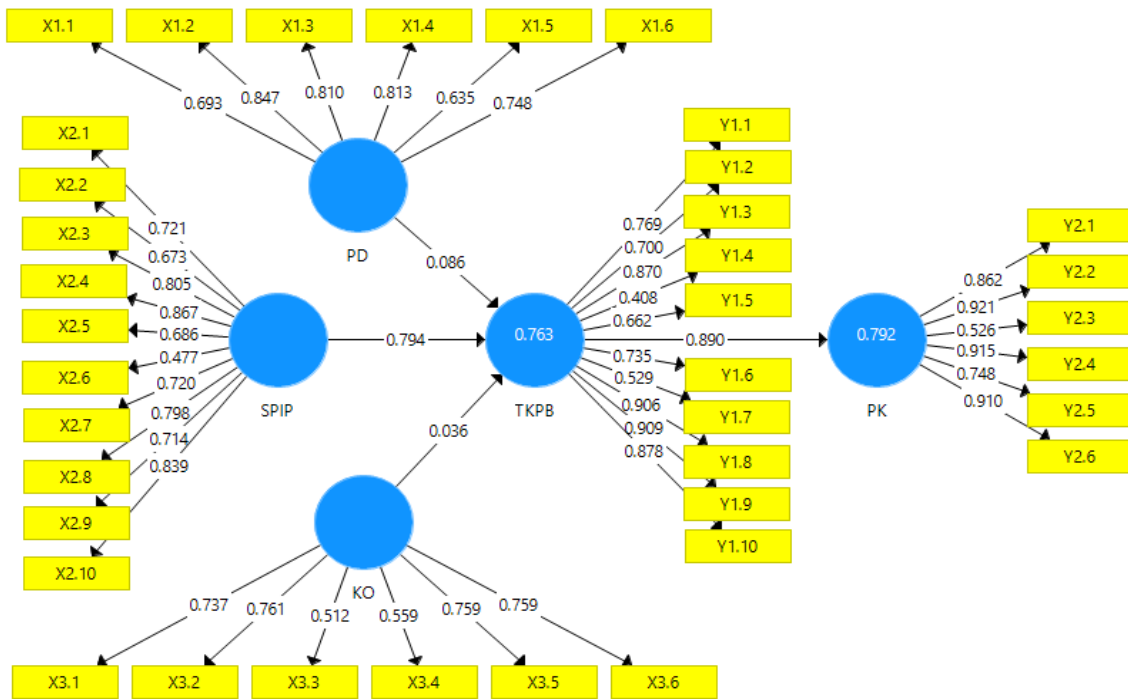 X1.1 X1.2 X1.3 X1.4 X1.5 X1.6
0.693 0.847 0.810 0.813 0.635 0.748
PD
0.086
X2.1
X2.2
X2.3
X2.4
X2.5
X2.6
X2.7
X2.8
X2.9
X2.10
0.721
0.673
0.805
0.867
0.686
0.477
0.720
0.798
0.714
0.839
SPIP
0.794
0.763
TKPB
0.769
0.700
0.870
0.408
0.662
0.735
0.529
0.906
0.909
0.878
Y1.1
Y1.2
Y1.3
Y1.4
Y1.5
Y1.6
Y1.7
Y1.8
Y1.9
Y1.10
0.890
0.792
PK
0.862
0.921
0.526
0.915
0.748
0.910
Y2.1
Y2.2
Y2.3
Y2.4
Y2.5
Y2.6
0.036
KO
0.737 0.761 0.512 0.559 0.759 0.759
X3.1 X3.2 X3.3 X3.4 X3.5 X3.6